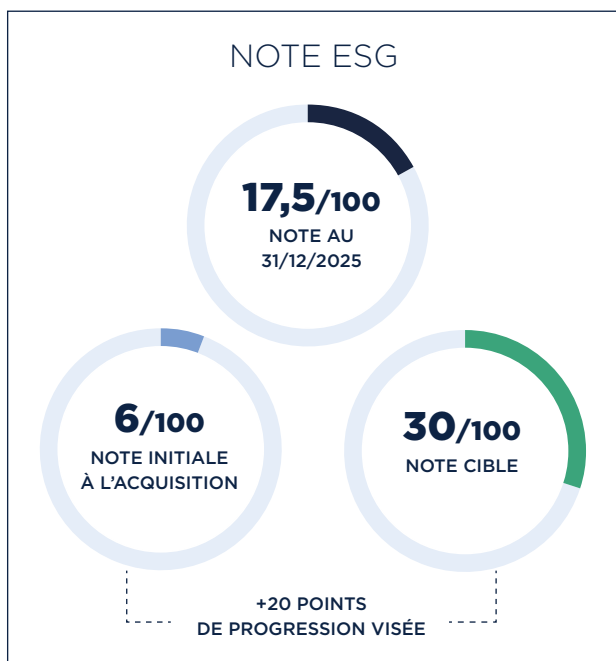 NOTE ESG
17,5/100
NOTE AU
31/12/2025
6/100
NOTE INITIALE
À L'ACQUISITION
30/100
NOTE CIBLE
+20 POINTS
DE PROGRESSION VISÉE